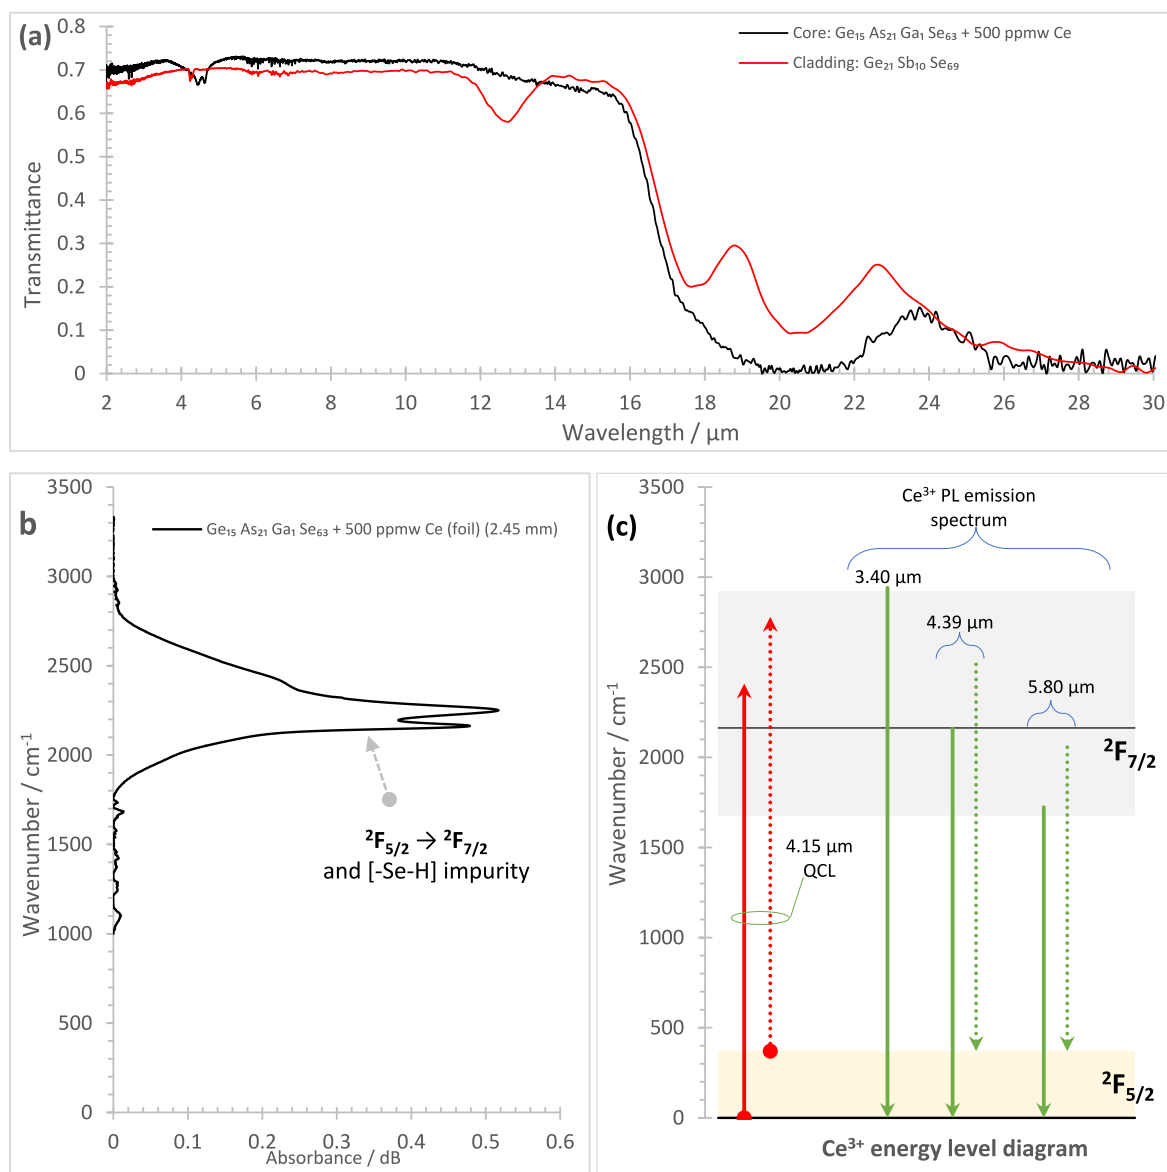 (a)
Core: Ge₁₅ As₂₁ Ga₁ Se₆₃ + 500 ppmw Ce
Cladding: Ge₂₁ Sb₁₀ Se₆₉
0.8
0.7
0.6
0.5
0.4
0.3
0.2
0.1
0
Transmittance
2 4 6 8 10 12 14 16 18 20 22 24 26 28 30
Wavelength / μm
b
Ge₁₅ As₂₁ Ga₁ Se₆₃ + 500 ppmw Ce (foil) (2.45 mm)
3500
3000
2500
2000
1500
1000
500
0
Wavenumber / cm⁻¹
²F₅/₂ → ²F₇/₂
and [-Se-H] impurity
0 0.1 0.2 0.3 0.4 0.5 0.6
Absorbance / dB
(c)
Ce³⁺ PL emission
spectrum
3500
3000
2500
2000
1500
1000
500
0
Wavenumber / cm⁻¹
3.40 μm
4.39 μm
5.80 μm
²F₇/₂
4.15 μm
QCL
²F₅/₂
Ce³⁺ energy level diagram